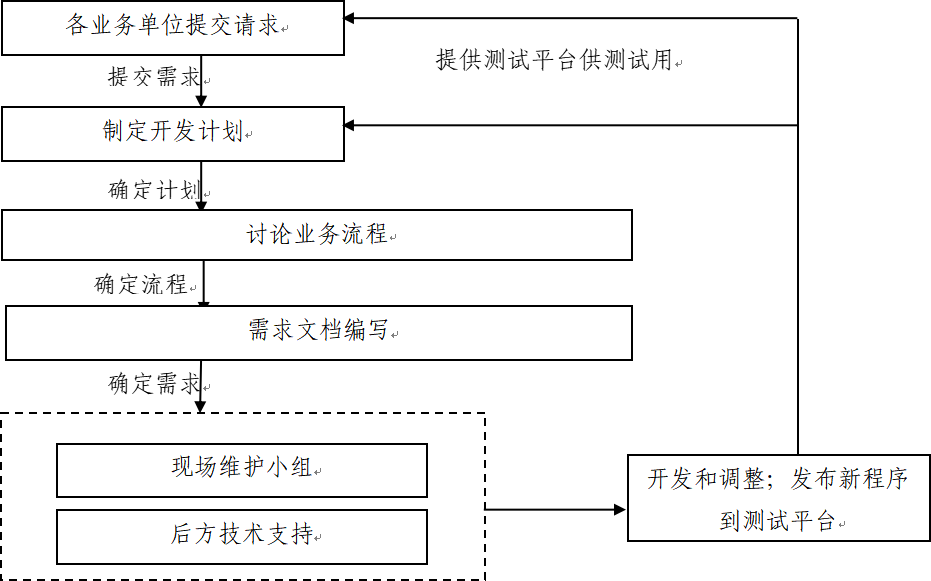 各业务单位提交请求
提供测试平台供测试用
提交需求
制定开发计划
确定计划
讨论业务流程
确定流程
需求文档编写
确定需求
现场维护小组
后方技术支持
开发和调整；发布新程序
到测试平台